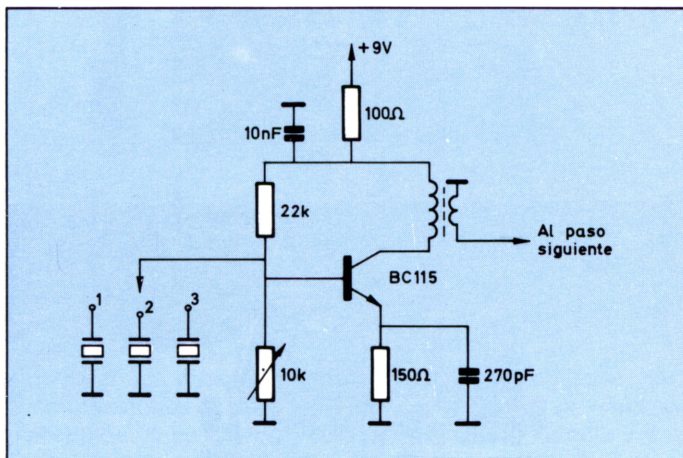 +9V
100Ω
10nF
22k
Al paso
siguiente
BC115
1
2
3
10k
150Ω
270pF